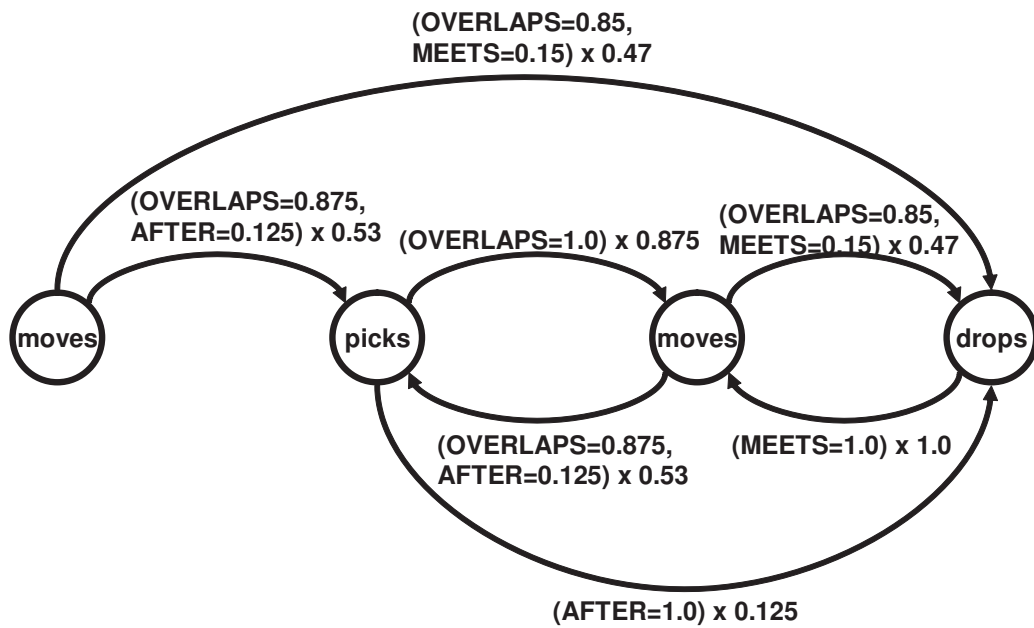 (OVERLAPS=0.85,
MEETS=0.15) x 0.47
(OVERLAPS=0.875,
AFTER=0.125) x 0.53
(OVERLAPS=1.0) x 0.875
(OVERLAPS=0.85,
MEETS=0.15) x 0.47
moves
picks
moves
drops
(OVERLAPS=0.875,
AFTER=0.125) x 0.53
(MEETS=1.0) x 1.0
(AFTER=1.0) x 0.125